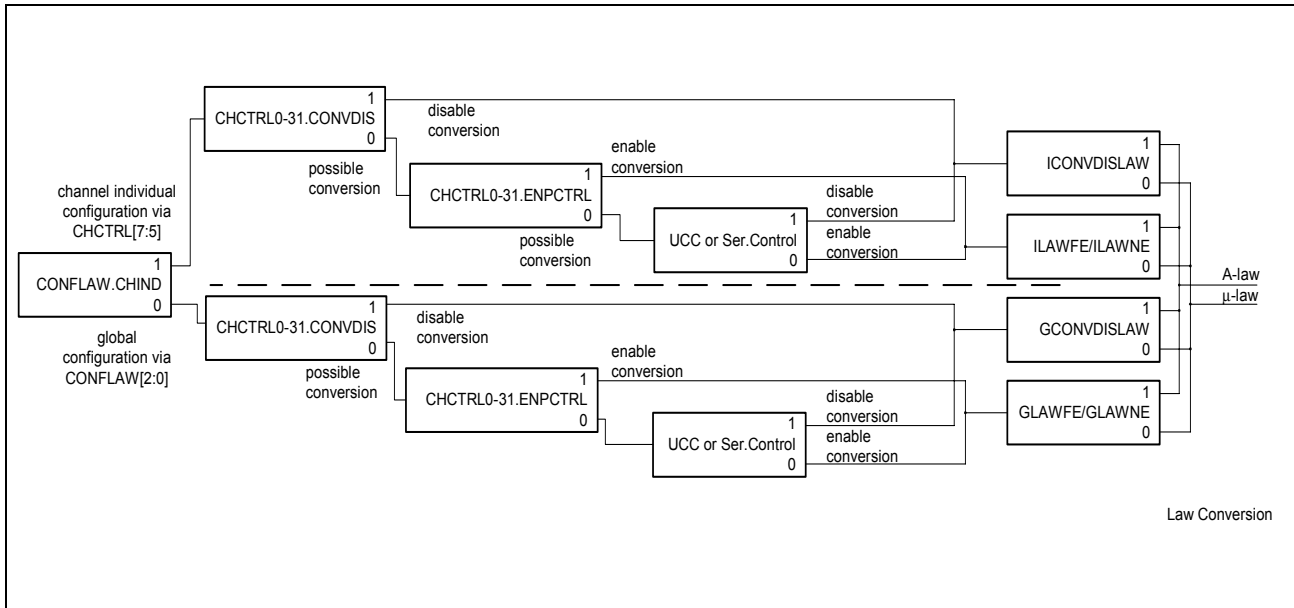 1
CHCTRL0-31.CONVDIS
0
disable
conversion
possible
conversion
enable
conversion
1
CHCTRL0-31.ENPCTRL
0
possible
conversion
1
UCC or Ser.Control
0
disable
conversion
enable
conversion
1
ICONVDISLAW
0
1
ILAWFE/ILAWNE
0
channel individual
configuration via
CHCTRL[7:5]
1
CONFLAW.CHIND
0
global
configuration via
CONFLAW[2:0]
A-law
µ-law
1
CHCTRL0-31.CONVDIS
0
disable
conversion
possible
conversion
enable
conversion
1
CHCTRL0-31.ENPCTRL
0
1
UCC or Ser.Control
0
disable
conversion
enable
conversion
1
GCONVDISLAW
0
1
GLAWFE/GLAWNE
0
Law Conversion